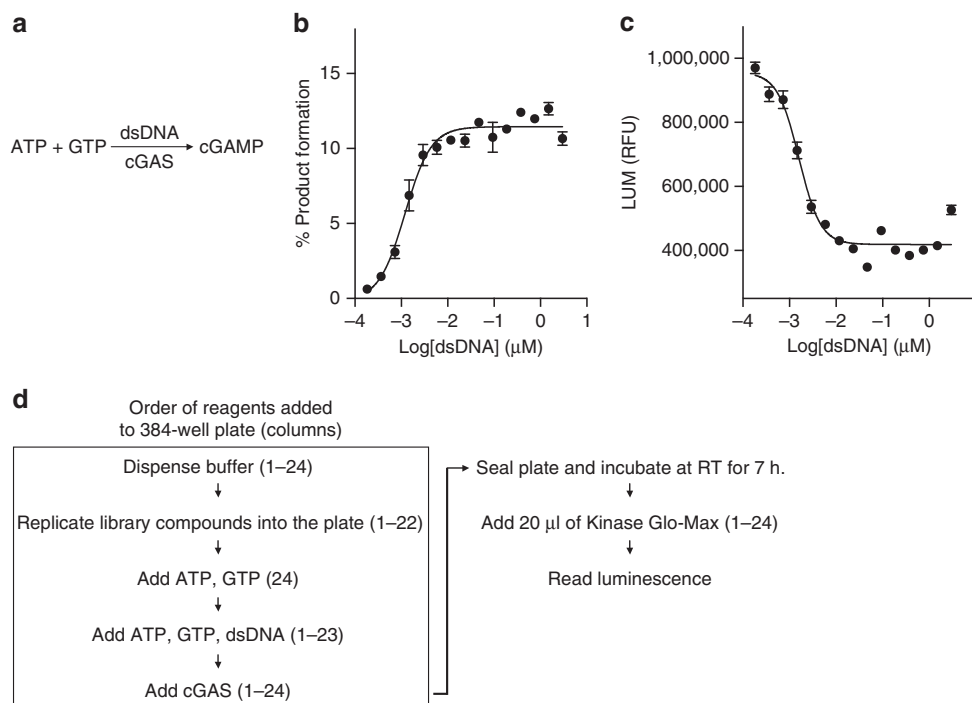 a
ATP + GTP
dsDNA
cGAS
cGAMP
b
% Product formation
15
10
5
0
–4 –3 –2 –1 0 1
Log[dsDNA] (μM)
c
LUM (RFU)
1,000,000
800,000
600,000
400,000
–4 –3 –2 –1 0
Log[dsDNA] (μM)
d
Order of reagents added
to 384-well plate (columns)
Dispense buffer (1–24)
Replicate library compounds into the plate (1–22)
Add ATP, GTP (24)
Add ATP, GTP, dsDNA (1–23)
Add cGAS (1–24)
Seal plate and incubate at RT for 7 h.
Add 20 μl of Kinase Glo-Max (1–24)
Read luminescence